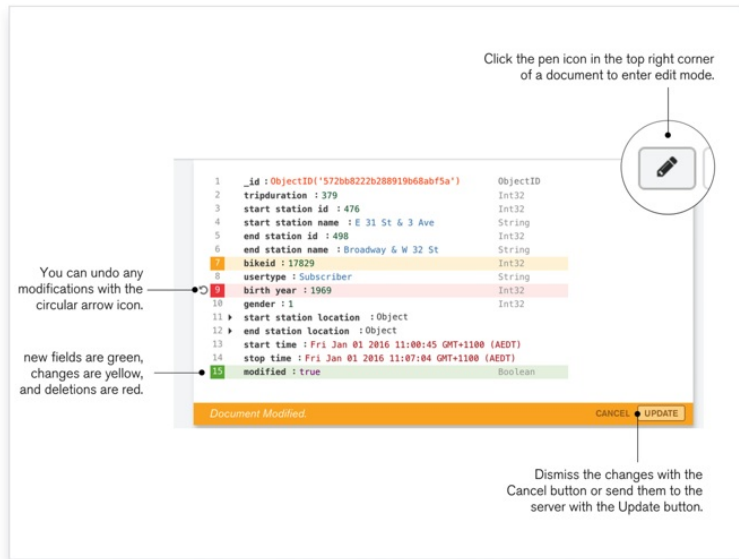 Click the pen icon in the top right corner
of a document to enter edit mode.
1 _id : ObjectID('572bb8222b288919b68abf5a') ObjectID
2 tripduration : 379 Int32
3 start station id : 476 Int32
4 start station name : E 31 St & 3 Ave String
5 end station id : 498 Int32
6 end station name : Broadway & W 32 St String
7 bikeid : 17829 Int32
8 usertype : Subscriber String
9 birth year : 1969 Int32
10 gender : 1 Int32
11 start station location : Object
12 end station location : Object
13 start time : Fri Jan 01 2016 11:00:45 GMT+1100 (AEDT)
14 stop time : Fri Jan 01 2016 11:07:04 GMT+1100 (AEDT)
15 modified : true Boolean
Document Modified. CANCEL UPDATE
You can undo any
modifications with the
circular arrow icon.
new fields are green,
changes are yellow,
and deletions are red.
Dismiss the changes with the
Cancel button or send them to the
server with the Update button.